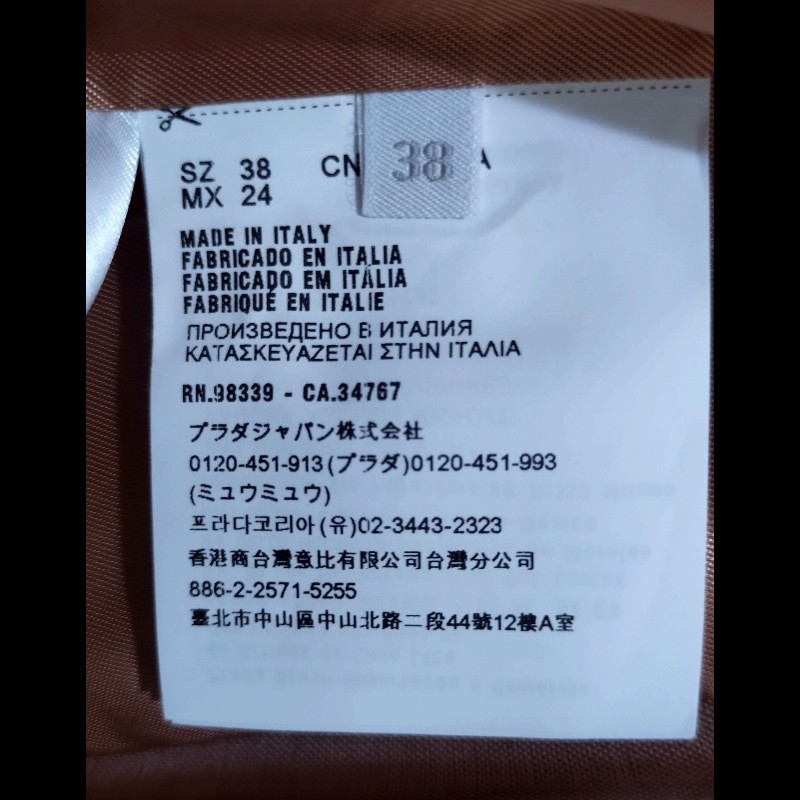 38
SZ 38 CN
MX 24
MADE IN ITALY
FABRICADO EN ITALIA
FABRICADO EM ITÁLIA
FABRIQUÉ EN ITALIE
ПРОИЗВЕДЕНО В ИТАЛИЯ
ΚΑΤΑΣΚΕΥΑΖΕΤΑΙ ΣΤΗΝ ΙΤΑΛΙΑ
RN.98339 - CA.34767
プラダジャパン株式会社
0120-451-913(プラダ)0120-451-993
(ミュウミュウ)
프라다코리아(유)02-3443-2323
香港商台灣意比有限公司台灣分公司
886-2-2571-5255
臺北市中山區中山北路二段44號12樓A室